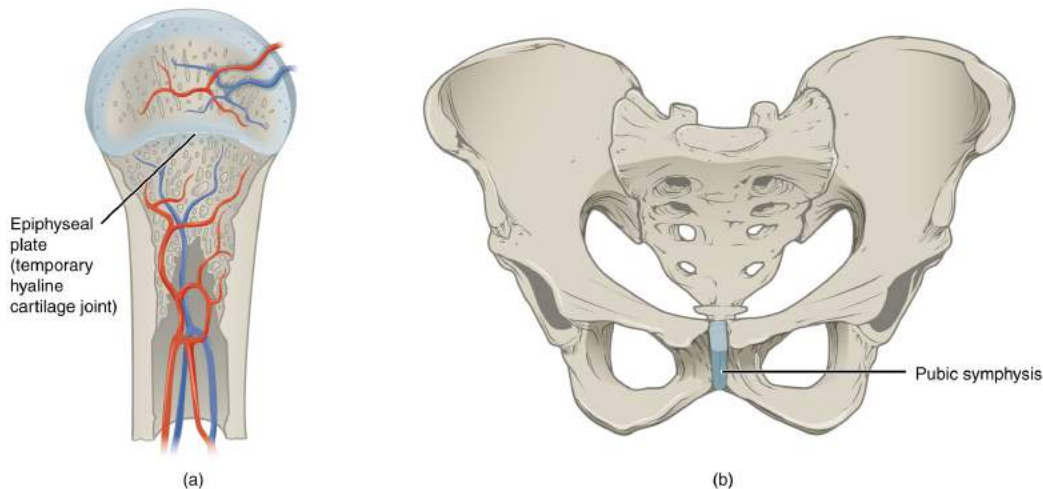 Epiphyseal
plate
(temporary
hyaline
cartilage joint)
Pubic symphysis
(a)
(b)